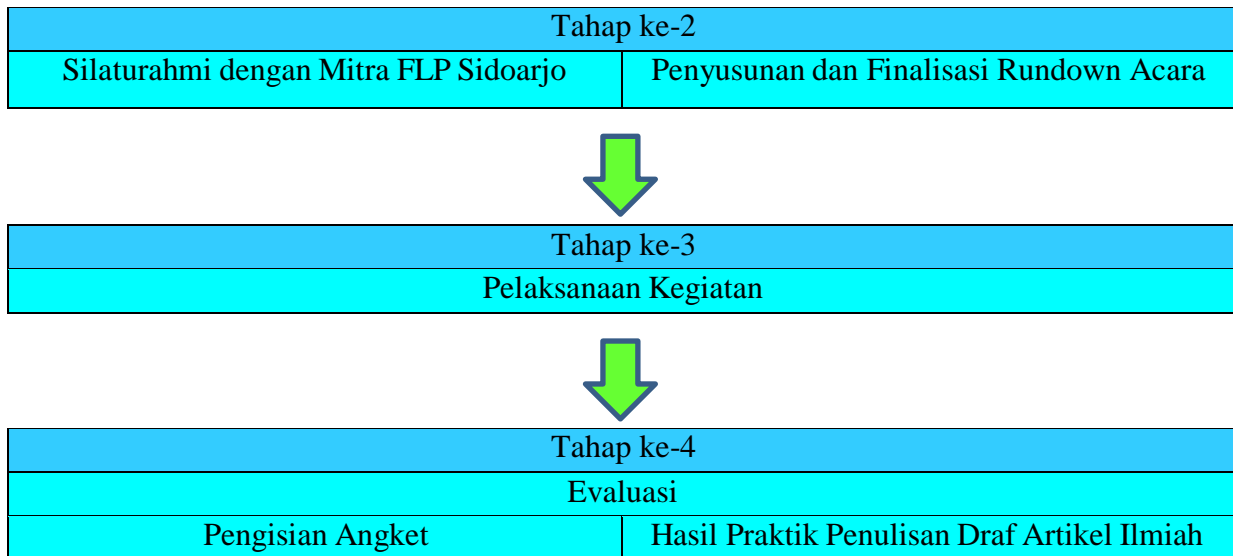 Tahap ke-2
Silaturahmi dengan Mitra FLP Sidoarjo
Penyusunan dan Finalisasi Rundown Acara
Tahap ke-3
Pelaksanaan Kegiatan
Tahap ke-4
Evaluasi
Pengisian Angket
Hasil Praktik Penulisan Draf Artikel Ilmiah